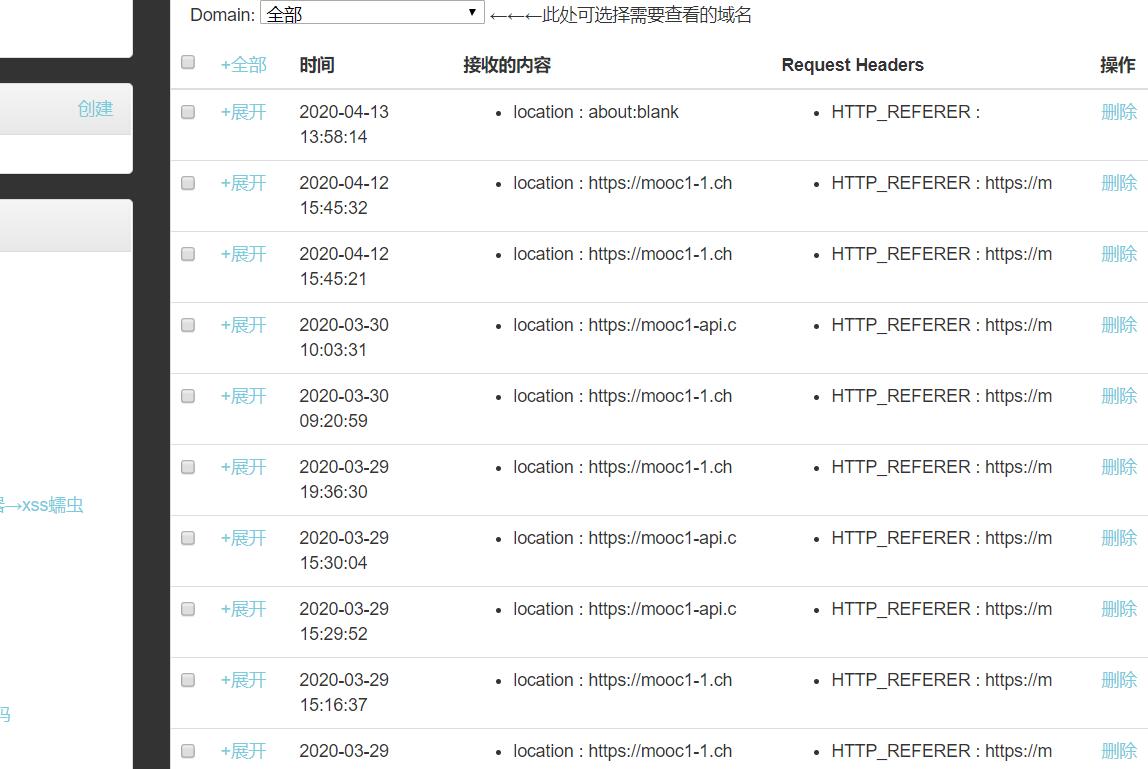 Domain: 全部 ←←←此处可选择需要查看的域名
+全部 时间 接收的内容 Request Headers 操作
创建
+展开 2020-04-13 location : about:blank HTTP_REFERER : 删除
13:58:14
+展开 2020-04-12 location : https://mooc1-1.ch HTTP_REFERER : https://m 删除
15:45:32
+展开 2020-04-12 location : https://mooc1-1.ch HTTP_REFERER : https://m 删除
15:45:21
+展开 2020-03-30 location : https://mooc1-api.c HTTP_REFERER : https://m 删除
10:03:31
+展开 2020-03-30 location : https://mooc1-1.ch HTTP_REFERER : https://m 删除
09:20:59
+展开 2020-03-29 location : https://mooc1-1.ch HTTP_REFERER : https://m 删除
19:36:30
→xss蠕虫
+展开 2020-03-29 location : https://mooc1-api.c HTTP_REFERER : https://m 删除
15:30:04
+展开 2020-03-29 location : https://mooc1-api.c HTTP_REFERER : https://m 删除
15:29:52
+展开 2020-03-29 location : https://mooc1-1.ch HTTP_REFERER : https://m 删除
15:16:37
码
+展开 2020-03-29 location : https://mooc1-1.ch HTTP_REFERER : https://m 删除